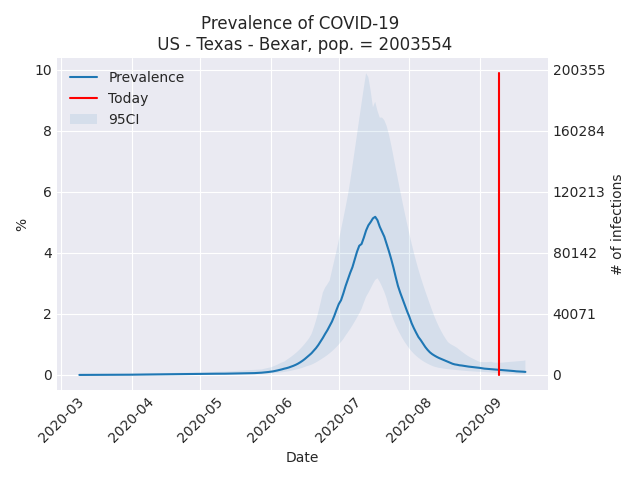 Prevalence of COVID-19
US - Texas - Bexar, pop. = 2003554
Prevalence
Today
95CI
10
8
6
4
2
0
%
200355
160284
120213
80142
40071
0
# of infections
2020-03
2020-04
2020-05
2020-06
2020-07
2020-08
2020-09
Date